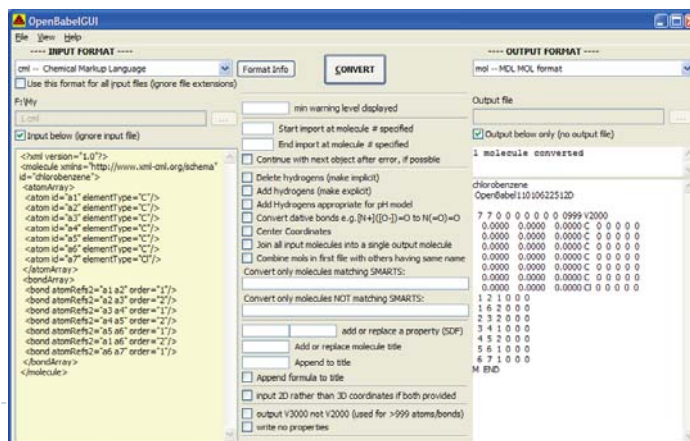 OpenBabelGUI
File View Help
---- INPUT FORMAT ----
cml -- Chemical Markup Language
Use this format for all input files (ignore file extensions)
F:\My
1.cml
...
Input below (ignore input file)
<?xml version="1.0"?>
<molecule xmlns="http://www.xml-cml.org/schema"
id="chlorobenzene">
<atomArray>
<atom id="a1" elementType="C"/>
<atom id="a2" elementType="C"/>
<atom id="a3" elementType="C"/>
<atom id="a4" elementType="C"/>
<atom id="a5" elementType="C"/>
<atom id="a6" elementType="C"/>
<atom id="a7" elementType="Cl"/>
</atomArray>
<bondArray>
<bond atomRefs2="a1 a2" order="1"/>
<bond atomRefs2="a2 a3" order="2"/>
<bond atomRefs2="a3 a4" order="1"/>
<bond atomRefs2="a4 a5" order="2"/>
<bond atomRefs2="a5 a6" order="1"/>
<bond atomRefs2="a1 a6" order="2"/>
<bond atomRefs2="a6 a7" order="1"/>
</bondArray>
</molecule>
Format Info
CONVERT
min warning level displayed
Start import at molecule # specified
End import at molecule # specified
Continue with next object after error, if possible
Delete hydrogens (make implicit)
Add hydrogens (make explicit)
Add Hydrogens appropriate for pH model
Convert dative bonds e.g.[N+]([O-])=O to N(=O)=O
Center Coordinates
Join all input molecules into a single output molecule
Combine mols in first file with others having same name
Convert only molecules matching SMARTS:
Convert only molecules NOT matching SMARTS:
add or replace a property (SDF)
Add or replace molecule title
Append to title
Append formula to title
input 2D rather than 3D coordinates if both provided
output V3000 not V2000 (used for >999 atoms/bonds)
write no properties
---- OUTPUT FORMAT ----
mol -- MDL MOL format
Output file
...
Output below only (no output file)
1 molecule converted
chlorobenzene
OpenBabel11010622512D
7 7 0 0 0 0 0 0 0 0 0999 V2000
0.0000 0.0000 0.0000 C 0 0 0 0 0
0.0000 0.0000 0.0000 C 0 0 0 0 0
0.0000 0.0000 0.0000 C 0 0 0 0 0
0.0000 0.0000 0.0000 C 0 0 0 0 0
0.0000 0.0000 0.0000 C 0 0 0 0 0
0.0000 0.0000 0.0000 C 0 0 0 0 0
0.0000 0.0000 0.0000 Cl 0 0 0 0 0
1 2 1 0 0 0
1 6 2 0 0 0
2 3 2 0 0 0
3 4 1 0 0 0
4 5 2 0 0 0
5 6 1 0 0 0
6 7 1 0 0 0
M END